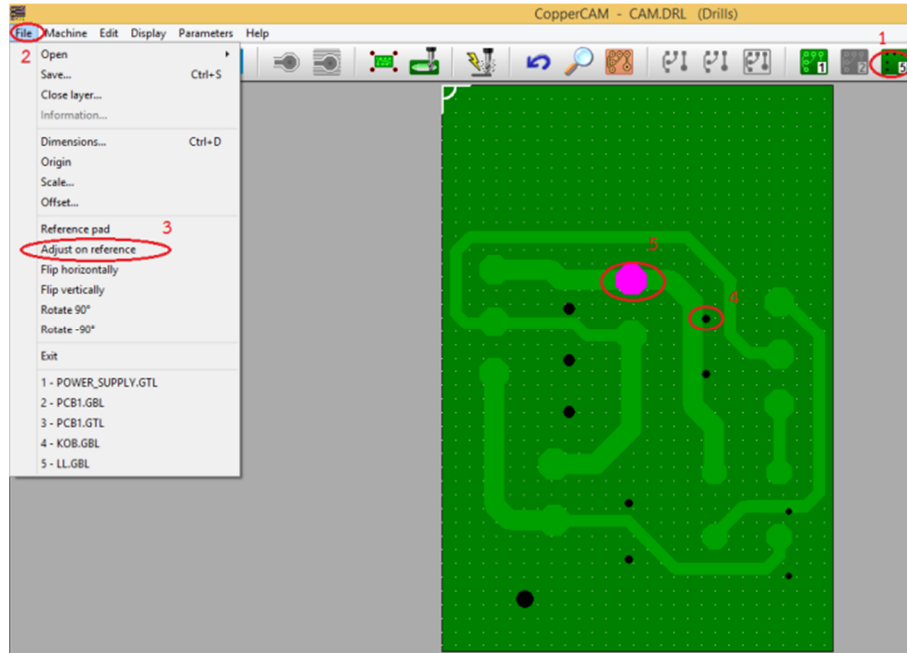 CopperCAM - CAM.DRL (Drills)
File Machine Edit Display Parameters Help
1
2
Open
Save... Ctrl+S
Close layer...
Information...
1 2 5
Dimensions... Ctrl+D
Origin
Scale...
Offset...
Reference pad
3
Adjust on reference
5
Flip horizontally
Flip vertically
4
Rotate 90°
Rotate -90°
Exit
1 - POWER_SUPPLY.GTL
2 - PCB1.GBL
3 - PCB1.GTL
4 - KOB.GBL
5 - LL.GBL